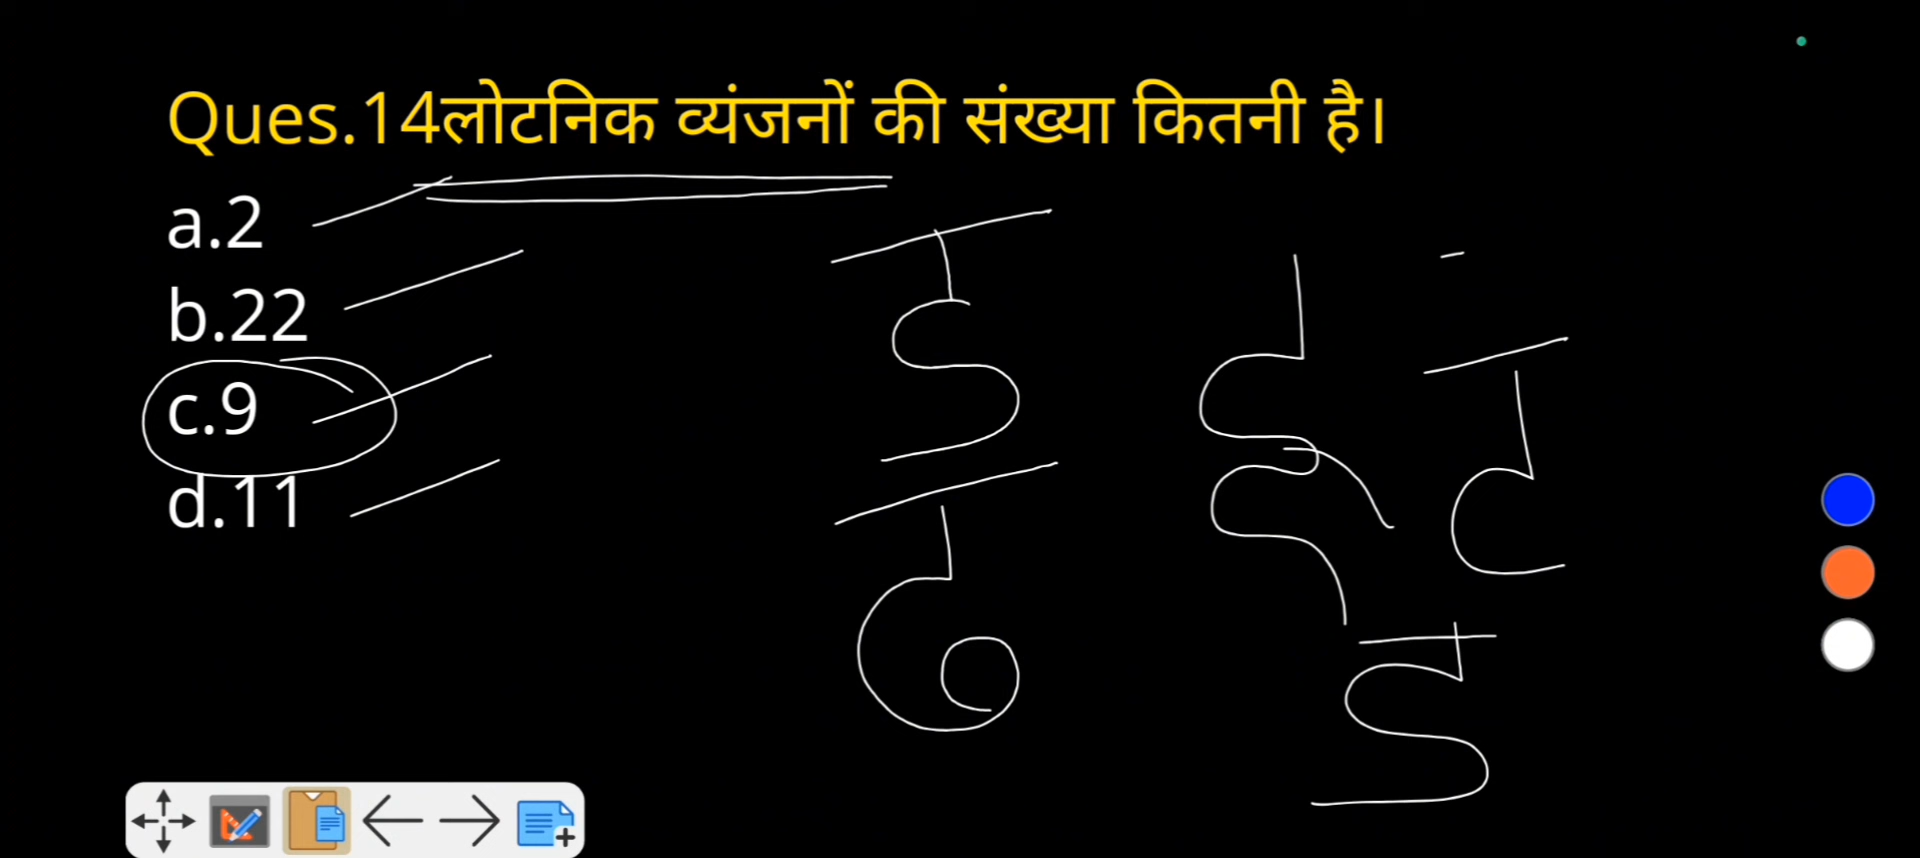 Ques.14लोटनिक व्यंजनों की संख्या कितनी है।
a.2
b.22
c.9
d.11
ड
ढ
ट
ड